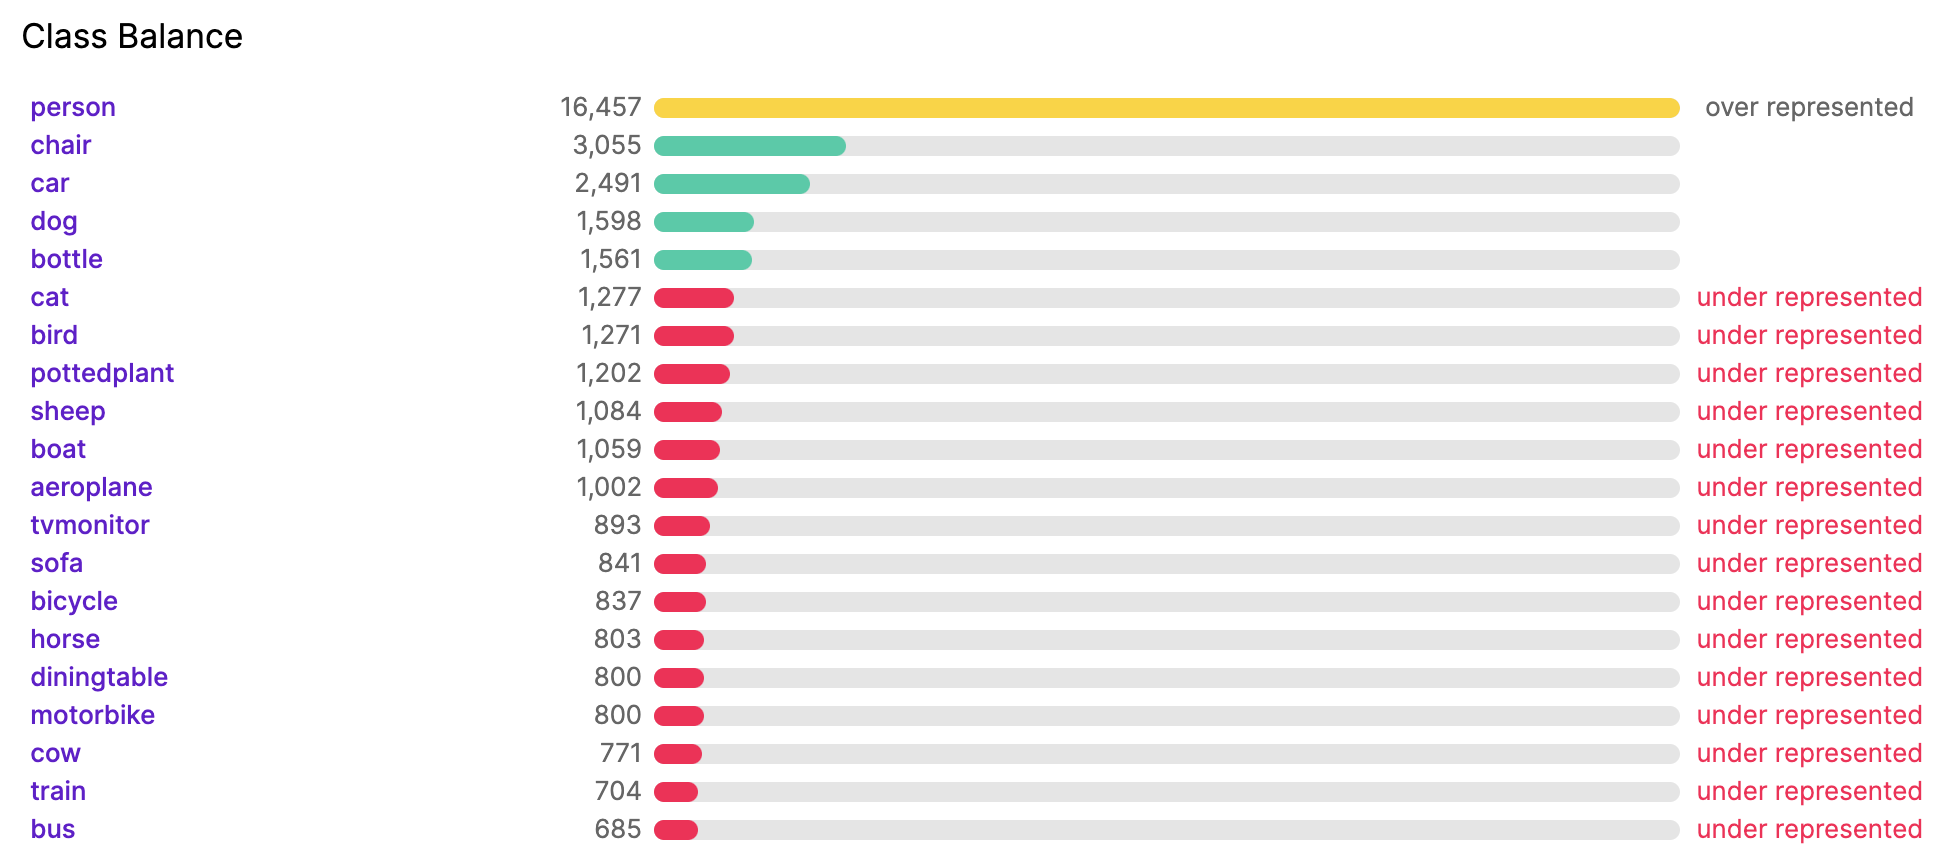 Class Balance
person 16,457 over represented
chair 3,055
car 2,491
dog 1,598
bottle 1,561
cat 1,277 under represented
bird 1,271 under represented
pottedplant 1,202 under represented
sheep 1,084 under represented
boat 1,059 under represented
aeroplane 1,002 under represented
tvmonitor 893 under represented
sofa 841 under represented
bicycle 837 under represented
horse 803 under represented
diningtable 800 under represented
motorbike 800 under represented
cow 771 under represented
train 704 under represented
bus 685 under represented